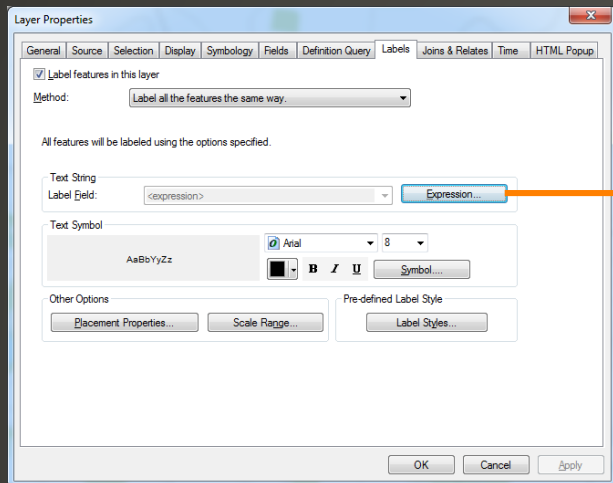 Layer Properties
General Source Selection Display Symbology Fields Definition Query Labels Joins & Relates Time HTML Popup
Label features in this layer
Method: Label all the features the same way.
All features will be labeled using the options specified.
Text String
Label Field: <expression> Expression...
Text Symbol
AaBbYyZz
Arial 8
B I U Symbol....
Other Options Pre-defined Label Style
Placement Properties... Scale Range... Label Styles...
OK Cancel Apply